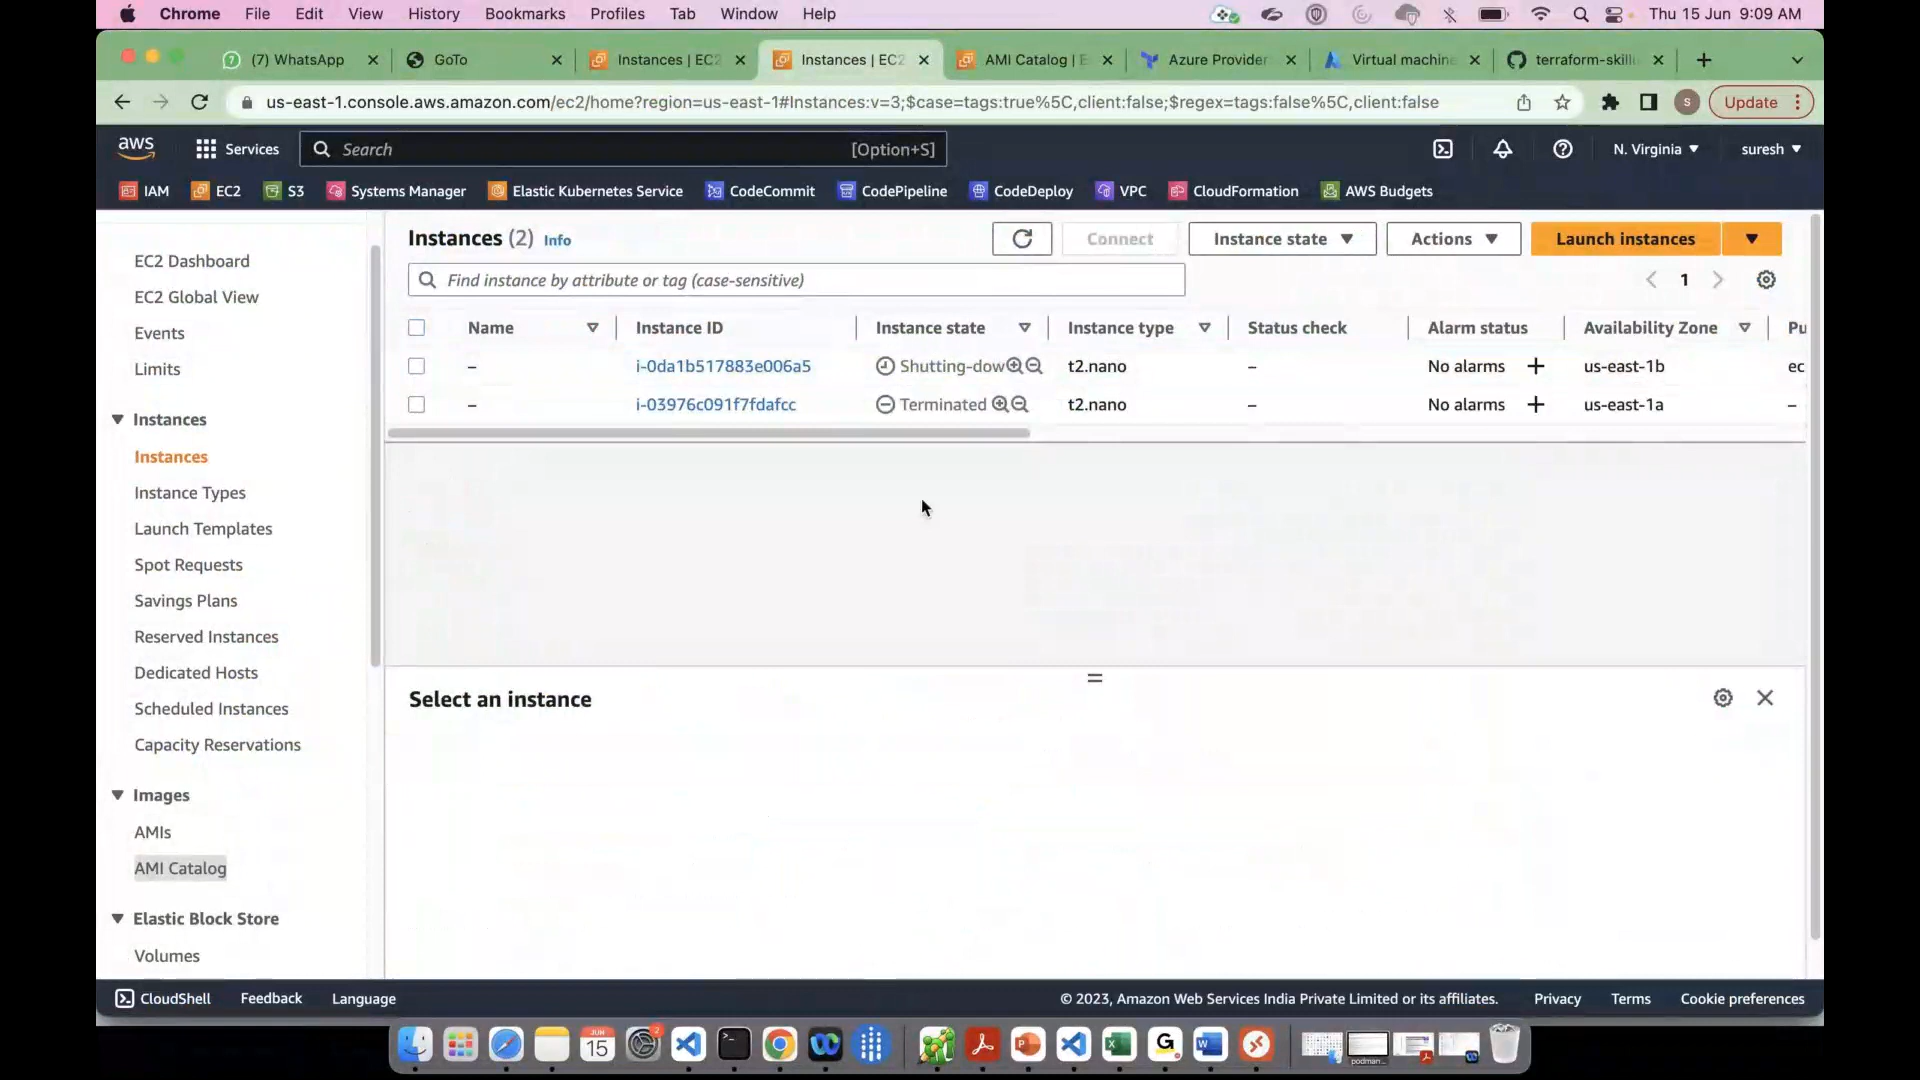 Chrome File Edit View History Bookmarks Profiles Tab Window Help Thu 15 Jun 9:09 AM
(7) WhatsApp GoTo Instances | EC2 Instances | EC2 AMI Catalog | E Azure Provider Virtual machine terraform-skill
us-east-1.console.aws.amazon.com/ec2/home?region=us-east-1#Instances:v=3;$case=tags:true%5C,client:false;$regex=tags:false%5C,client:false S Update
aws Services Search [Option+S] N. Virginia suresh
IAM EC2 S3 Systems Manager Elastic Kubernetes Service CodeCommit CodePipeline CodeDeploy VPC CloudFormation AWS Budgets
EC2 Dashboard
EC2 Global View
Events
Limits
Instances
Instances
Instance Types
Launch Templates
Spot Requests
Savings Plans
Reserved Instances
Dedicated Hosts
Scheduled Instances
Capacity Reservations
Images
AMIs
AMI Catalog
Elastic Block Store
Volumes
Instances (2) Info Connect Instance state Actions Launch instances
Find instance by attribute or tag (case-sensitive) 1
Name Instance ID Instance state Instance type Status check Alarm status Availability Zone Pu
– i-0da1b517883e006a5 Shutting-dow t2.nano – No alarms + us-east-1b ec
– i-03976c091f7fdafcc Terminated t2.nano – No alarms + us-east-1a –
Select an instance
CloudShell Feedback Language © 2023, Amazon Web Services India Private Limited or its affiliates. Privacy Terms Cookie preferences
JUN
15
2
podman...